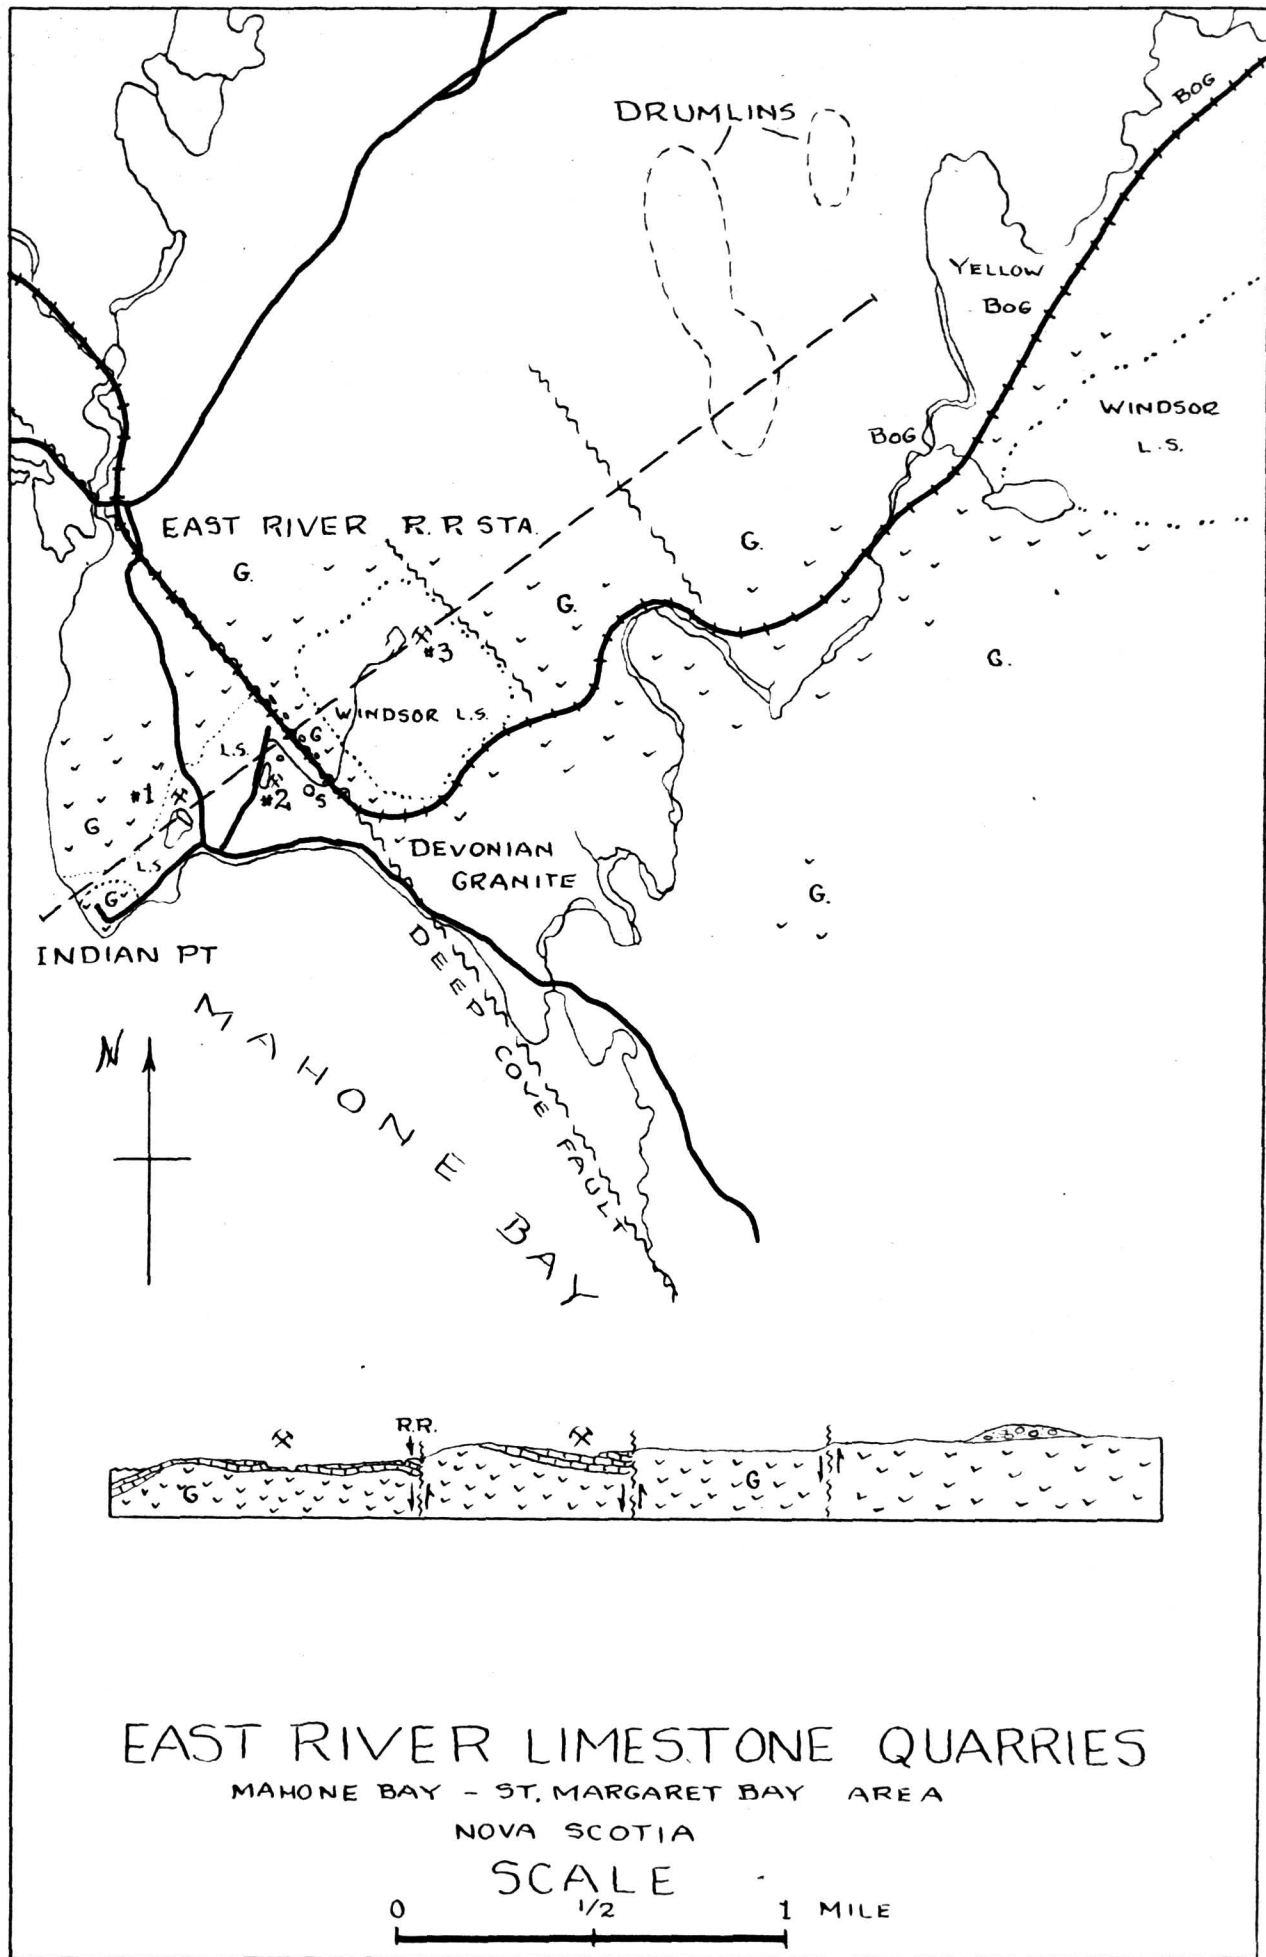 DRUMLINS
BOG
YELLOW
BOG
WINDSOR
L.S.
BOG
EAST RIVER R.R STA.
G.
G.
G.
G.
#3
WINDSOR L.S.
G
L.S.
#1
#2
S
G
L.S
G
DEVONIAN
GRANITE
G.
INDIAN PT
DEEP COVE FAULT
MAHONE BAY
N
R.R.
G
G
EAST RIVER LIMESTONE QUARRIES
MAHONE BAY - ST. MARGARET BAY AREA
NOVA SCOTIA
SCALE
0 1/2 1 MILE